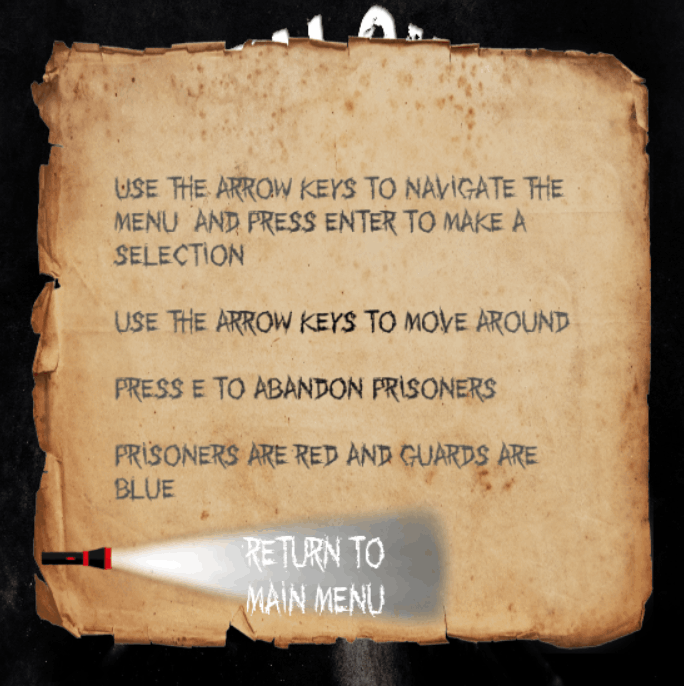 USE THE ARROW KEYS TO NAVIGATE THE
MENU AND PRESS ENTER TO MAKE A
SELECTION
USE THE ARROW KEYS TO MOVE AROUND
PRESS E TO ABANDON PRISONERS
PRISONERS ARE RED AND GUARDS ARE
BLUE
RETURN TO
MAIN MENU